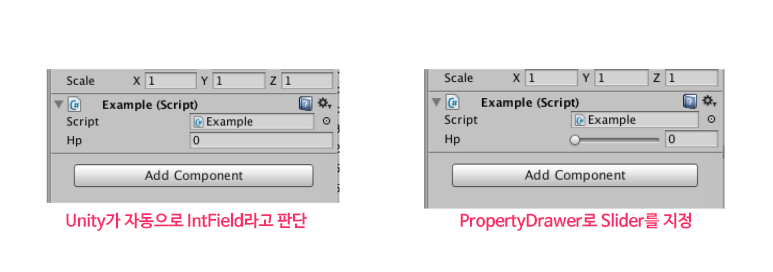 Scale X 1 Y 1 Z 1
Example (Script)
Script Example
Hp 0
Add Component
Unity가 자동으로 IntField라고 판단
Scale X 1 Y 1 Z 1
Example (Script)
Script Example
Hp 0
Add Component
PropertyDrawer로 Slider를 지정